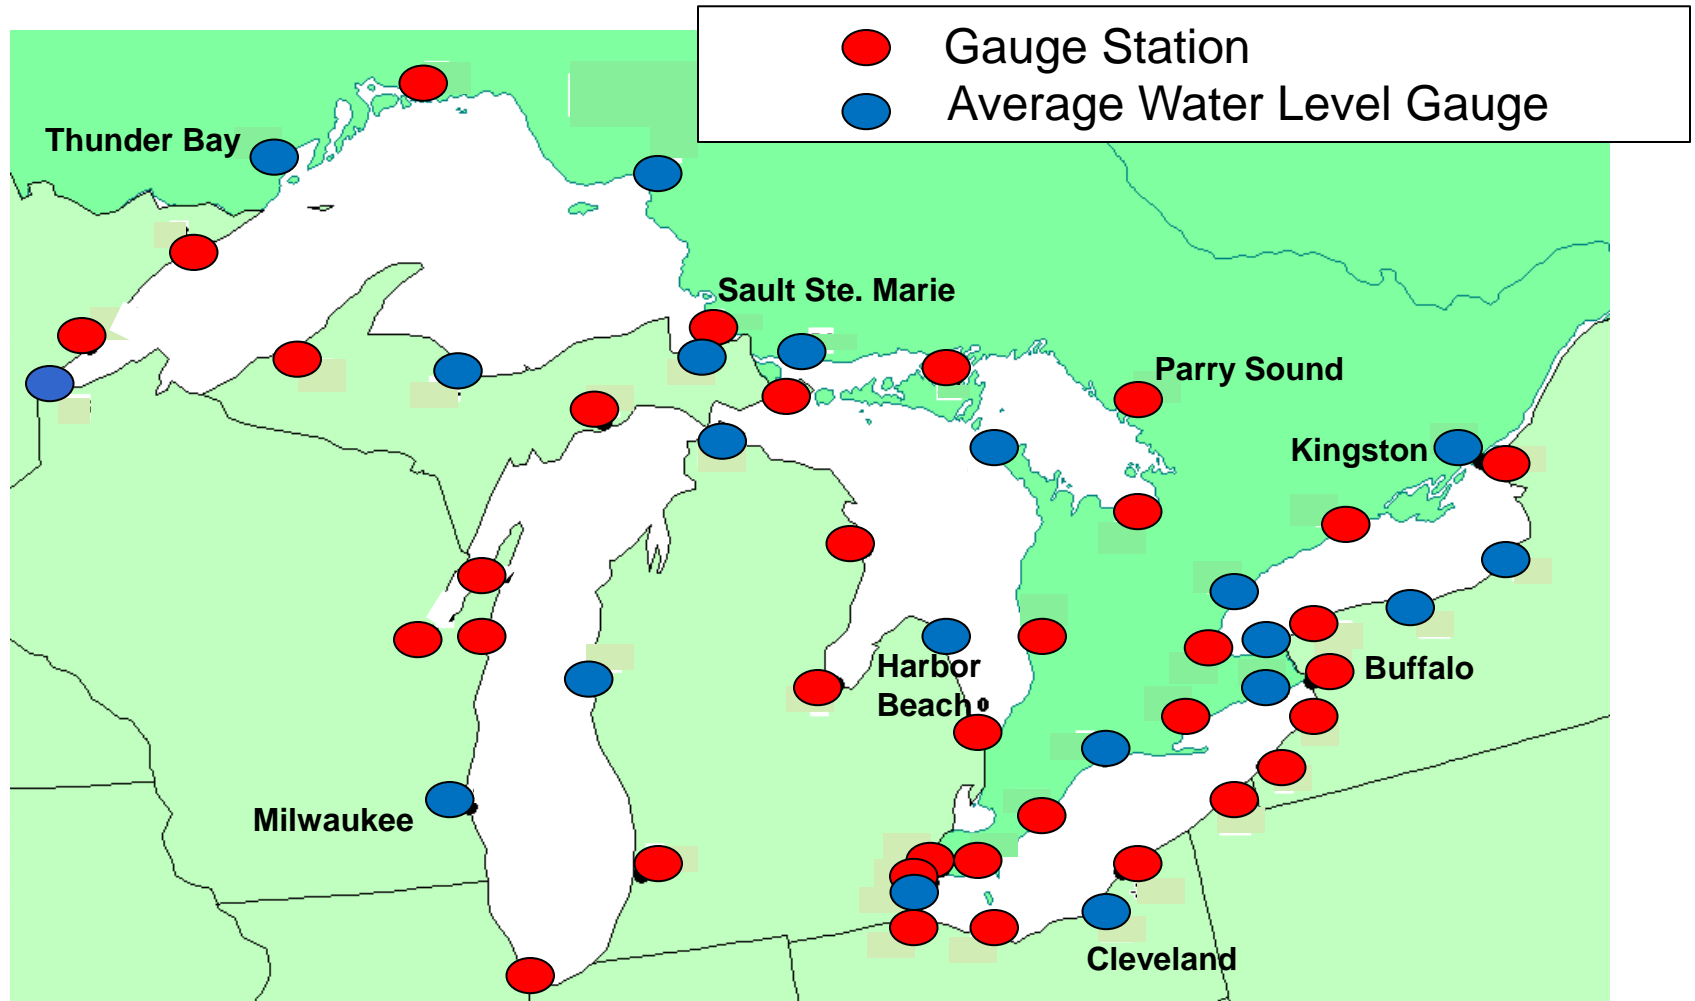 Gauge Station
Average Water Level Gauge
Thunder Bay
Sault Ste. Marie
Parry Sound
Kingston
Harbor
Beach
Buffalo
Milwaukee
Cleveland